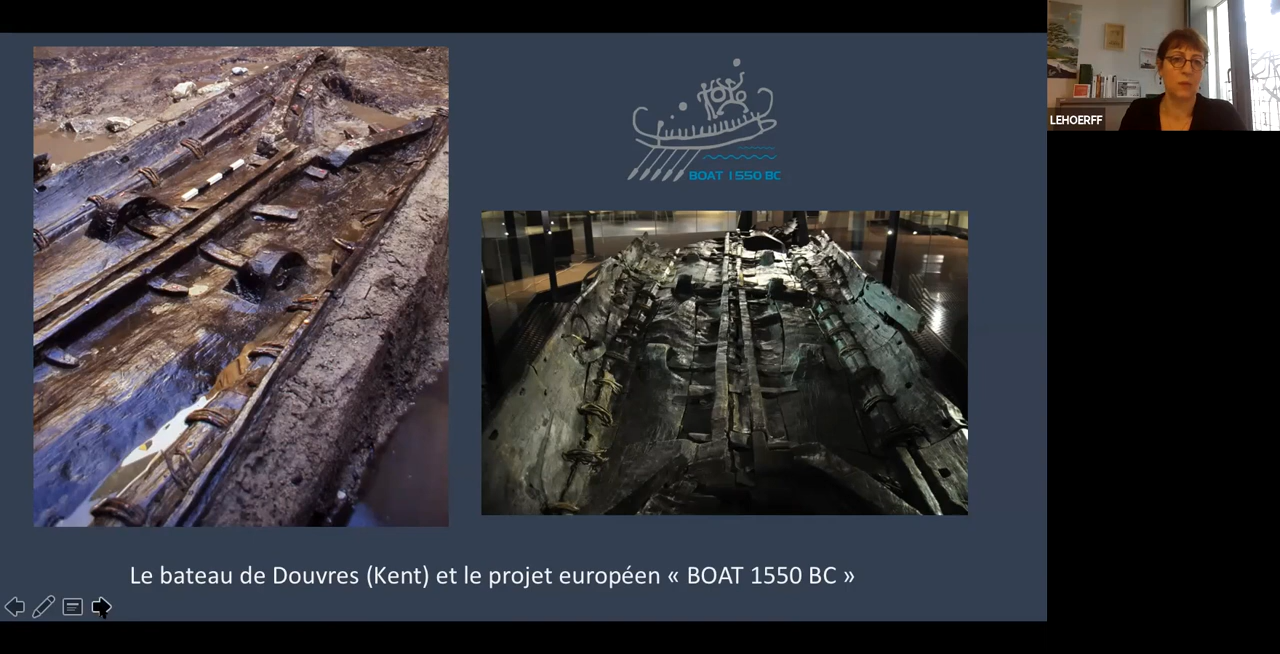 BOAT 1550 BC
LEHOERFF
Le bateau de Douvres (Kent) et le projet européen « BOAT 1550 BC »